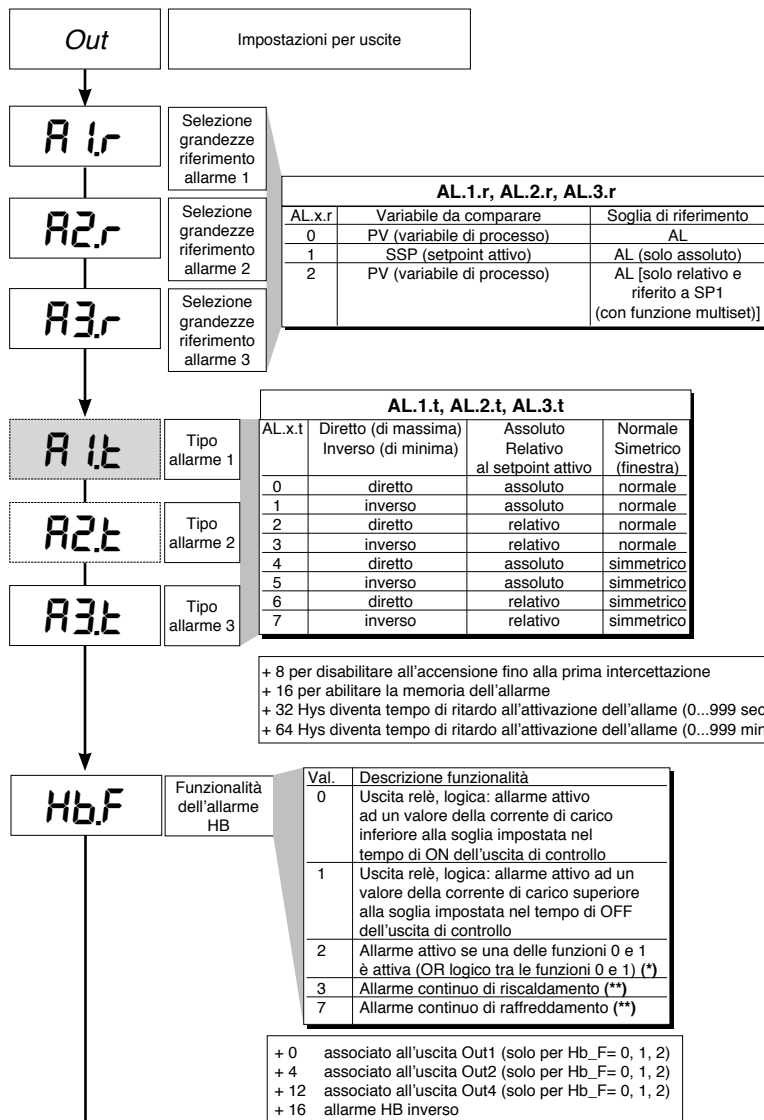 Out
Impostazioni per uscite
A1.r
Selezione
grandezze
riferimento
allarme 1
A2.r
Selezione
grandezze
riferimento
allarme 2
A3.r
Selezione
grandezze
riferimento
allarme 3
AL.1.r, AL.2.r, AL.3.r
AL.x.r Variabile da comparare Soglia di riferimento
0 PV (variabile di processo) AL
1 SSP (setpoint attivo) AL (solo assoluto)
2 PV (variabile di processo) AL [solo relativo e
riferito a SP1
(con funzione multiset)]
A1.t
Tipo
allarme 1
A2.t
Tipo
allarme 2
A3.t
Tipo
allarme 3
AL.1.t, AL.2.t, AL.3.t
AL.x.t Diretto (di massima) Assoluto Normale
Inverso (di minima) Relativo Simetrico
al setpoint attivo (finestra)
0 diretto assoluto normale
1 inverso assoluto normale
2 diretto relativo normale
3 inverso relativo normale
4 diretto assoluto simmetrico
5 inverso assoluto simmetrico
6 diretto relativo simmetrico
7 inverso relativo simmetrico
+ 8 per disabilitare all'accensione fino alla prima intercettazione
+ 16 per abilitare la memoria dell'allarme
+ 32 Hys diventa tempo di ritardo all'attivazione dell'allame (0...999 sec
+ 64 Hys diventa tempo di ritardo all'attivazione dell'allame (0...999 min
Hb.F
Funzionalità
dell'allarme
HB
Val. Descrizione funzionalità
0 Uscita relè, logica: allarme attivo
ad un valore della corrente di carico
inferiore alla soglia impostata nel
tempo di ON dell'uscita di controllo
1 Uscita relè, logica: allarme attivo ad un
valore della corrente di carico superiore
alla soglia impostata nel tempo di OFF
dell'uscita di controllo
2 Allarme attivo se una delle funzioni 0 e 1
è attiva (OR logico tra le funzioni 0 e 1) (*)
3 Allarme continuo di riscaldamento (**)
7 Allarme continuo di raffreddamento (**)
+ 0 associato all'uscita Out1 (solo per Hb_F= 0, 1, 2)
+ 4 associato all'uscita Out2 (solo per Hb_F= 0, 1, 2)
+ 12 associato all'uscita Out4 (solo per Hb_F= 0, 1, 2)
+ 16 allarme HB inverso